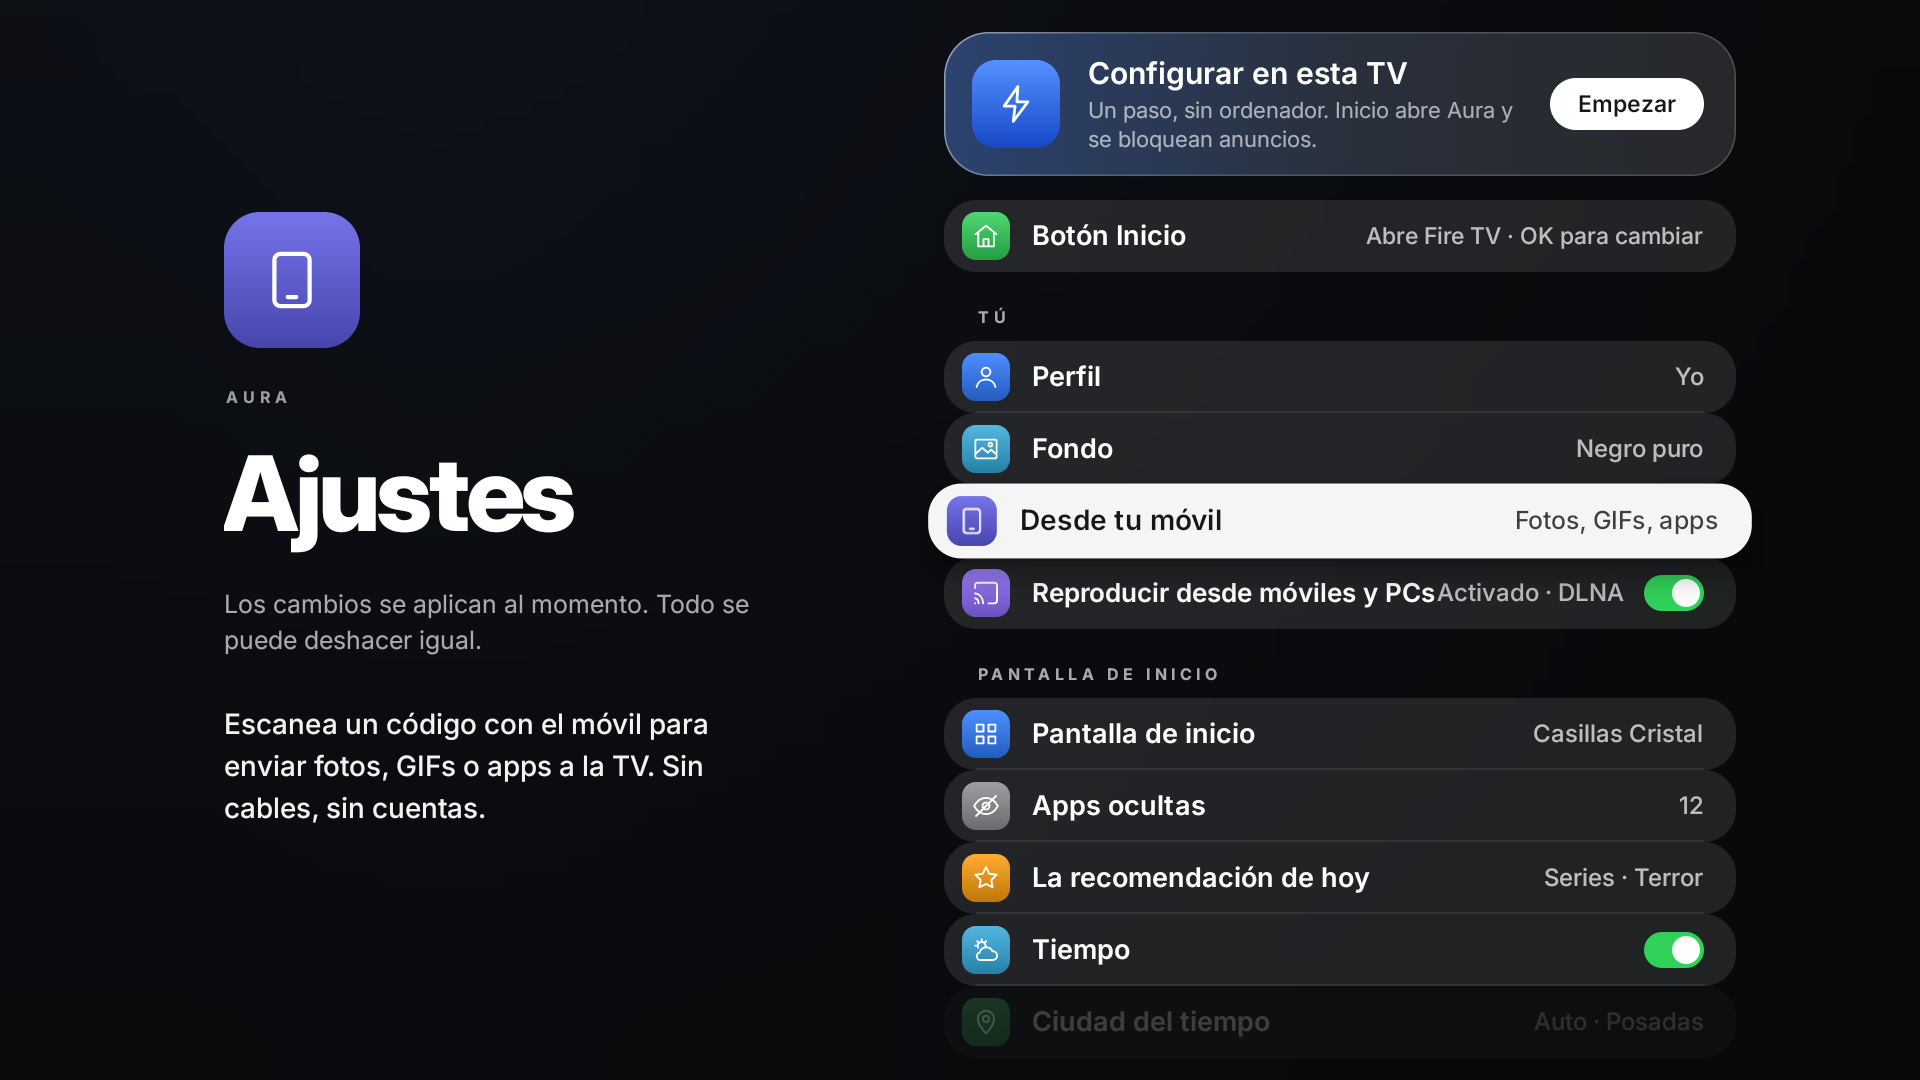 AURA
Ajustes
Los cambios se aplican al momento. Todo se
puede deshacer igual.
Escanea un código con el móvil para
enviar fotos, GIFs o apps a la TV. Sin
cables, sin cuentas.
Configurar en esta TV
Un paso, sin ordenador. Inicio abre Aura y
se bloquean anuncios.
Empezar
Botón Inicio Abre Fire TV · OK para cambiar
TÚ
Perfil Yo
Fondo Negro puro
Desde tu móvil Fotos, GIFs, apps
Reproducir desde móviles y PCs Activado · DLNA
PANTALLA DE INICIO
Pantalla de inicio Casillas Cristal
Apps ocultas 12
La recomendación de hoy Series · Terror
Tiempo
Ciudad del tiempo Auto · Posadas